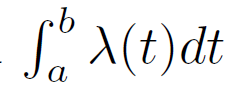 ∫_a^b λ(t)dt